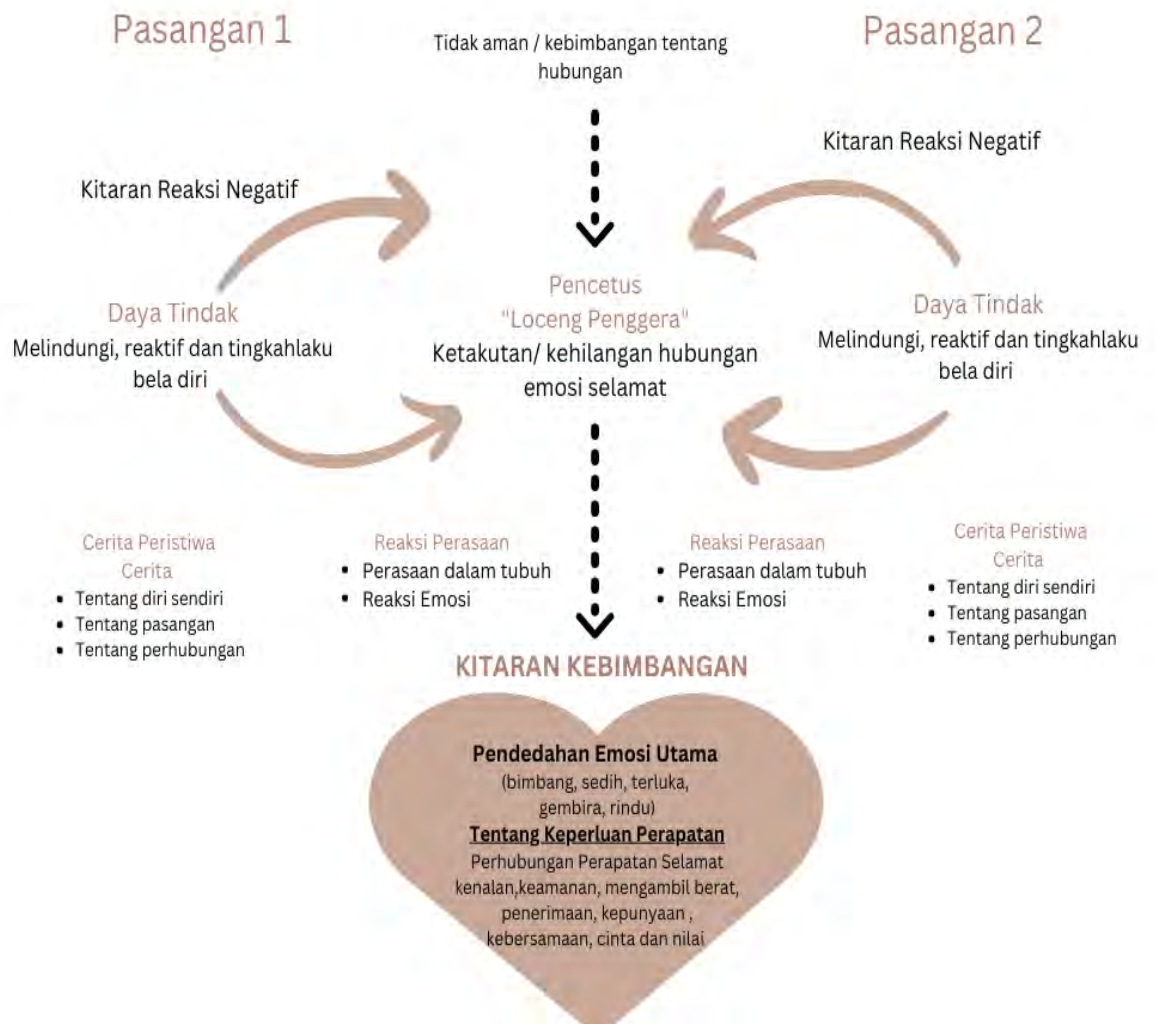 Pasangan 1
Tidak aman / kebimbangan tentang
hubungan
Pasangan 2
Kitaran Reaksi Negatif
Kitaran Reaksi Negatif
Daya Tindak
Melindungi, reaktif dan tingkahlaku
bela diri
Pencetus
"Loceng Penggera"
Ketakutan/ kehilangan hubungan
emosi selamat
Daya Tindak
Melindungi, reaktif dan tingkahlaku
bela diri
Cerita Peristiwa
Cerita
• Tentang diri sendiri
• Tentang pasangan
• Tentang perhubungan
Reaksi Perasaan
• Perasaan dalam tubuh
• Reaksi Emosi
Reaksi Perasaan
• Perasaan dalam tubuh
• Reaksi Emosi
Cerita Peristiwa
Cerita
• Tentang diri sendiri
• Tentang pasangan
• Tentang perhubungan
KITARAN KEBIMBANGAN
Pendedahan Emosi Utama
(bimbang, sedih, terluka,
gembira, rindu)
Tentang Keperluan Perapatan
Perhubungan Perapatan Selamat
kenalan,keamanan, mengambil berat,
penerimaan, kepunyaan ,
kebersamaan, cinta dan nilai